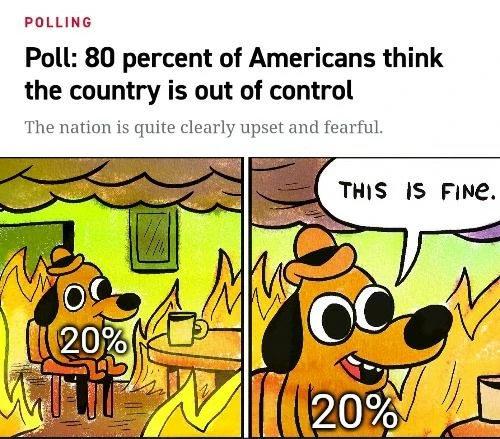 POLLING
Poll: 80 percent of Americans think
the country is out of control
The nation is quite clearly upset and fearful.
THIS IS FINE.
20%
20%